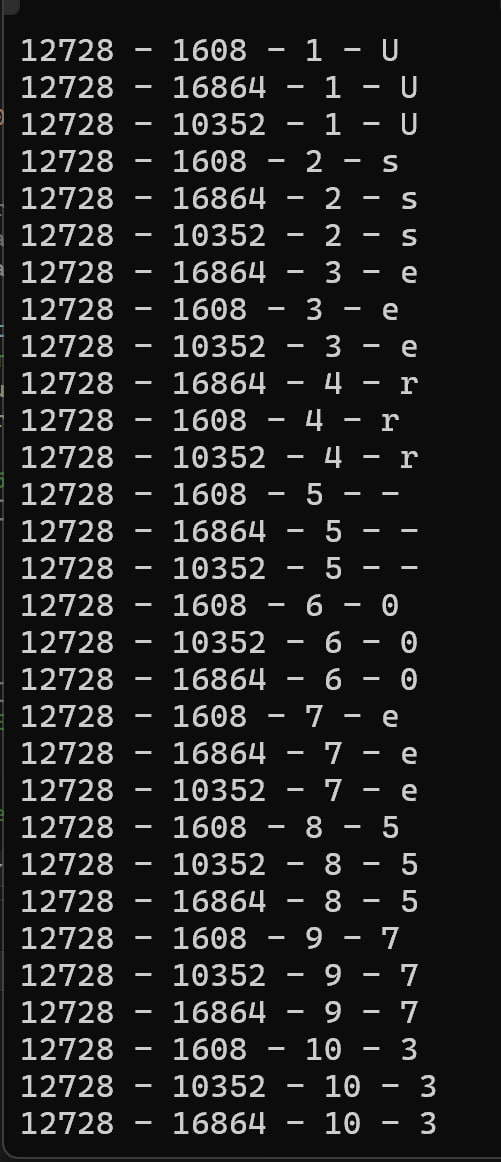 12728 – 1608 – 1 – U
12728 – 16864 – 1 – U
12728 – 10352 – 1 – U
12728 – 1608 – 2 – s
12728 – 16864 – 2 – s
12728 – 10352 – 2 – s
12728 – 16864 – 3 – e
12728 – 1608 – 3 – e
12728 – 10352 – 3 – e
12728 – 16864 – 4 – r
12728 – 1608 – 4 – r
12728 – 10352 – 4 – r
12728 – 1608 – 5 – –
12728 – 16864 – 5 – –
12728 – 10352 – 5 – –
12728 – 1608 – 6 – 0
12728 – 10352 – 6 – 0
12728 – 16864 – 6 – 0
12728 – 1608 – 7 – e
12728 – 16864 – 7 – e
12728 – 10352 – 7 – e
12728 – 1608 – 8 – 5
12728 – 10352 – 8 – 5
12728 – 16864 – 8 – 5
12728 – 1608 – 9 – 7
12728 – 10352 – 9 – 7
12728 – 16864 – 9 – 7
12728 – 1608 – 10 – 3
12728 – 10352 – 10 – 3
12728 – 16864 – 10 – 3